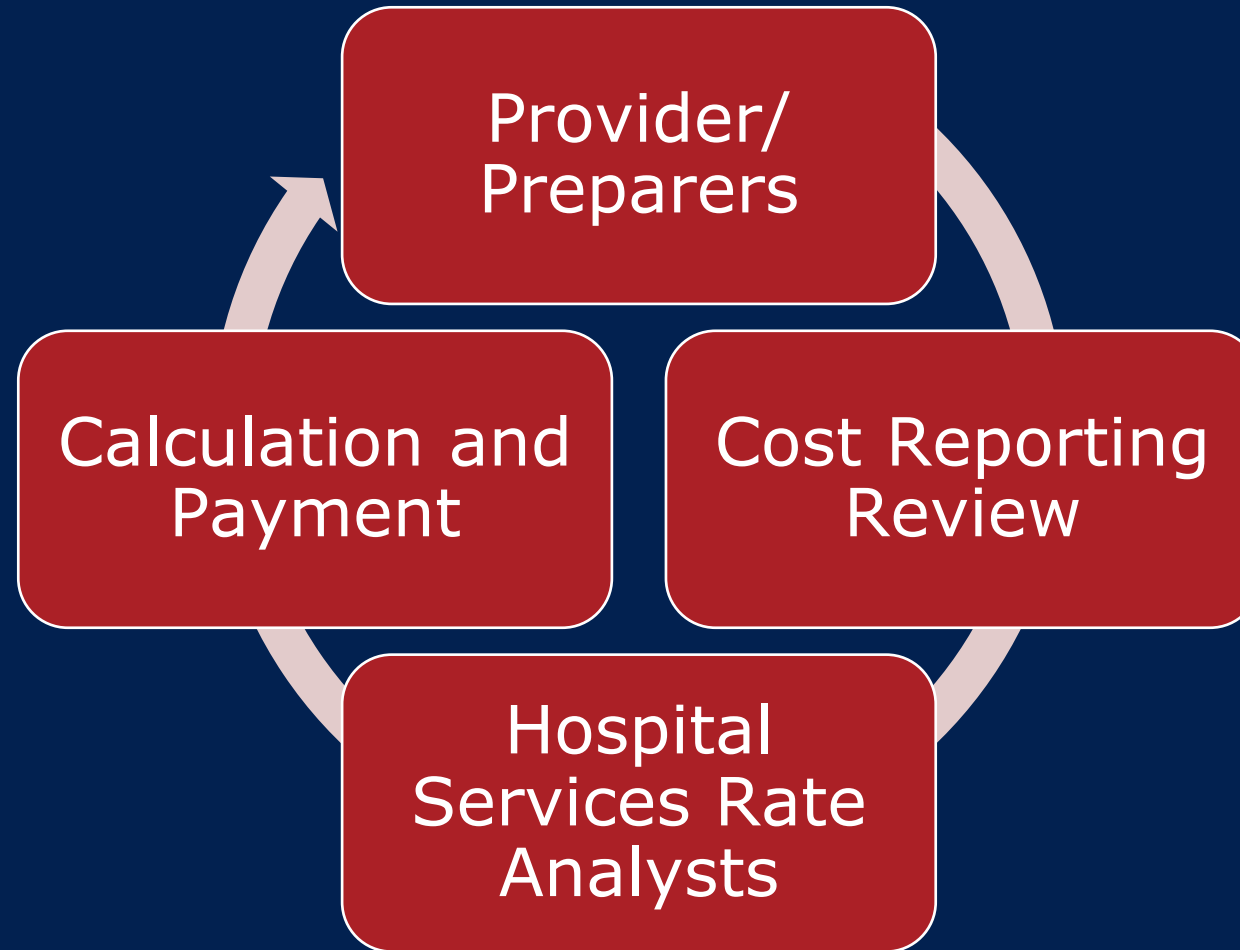 Provider/
Preparers
Cost Reporting
Review
Hospital
Services Rate
Analysts
Calculation and
Payment